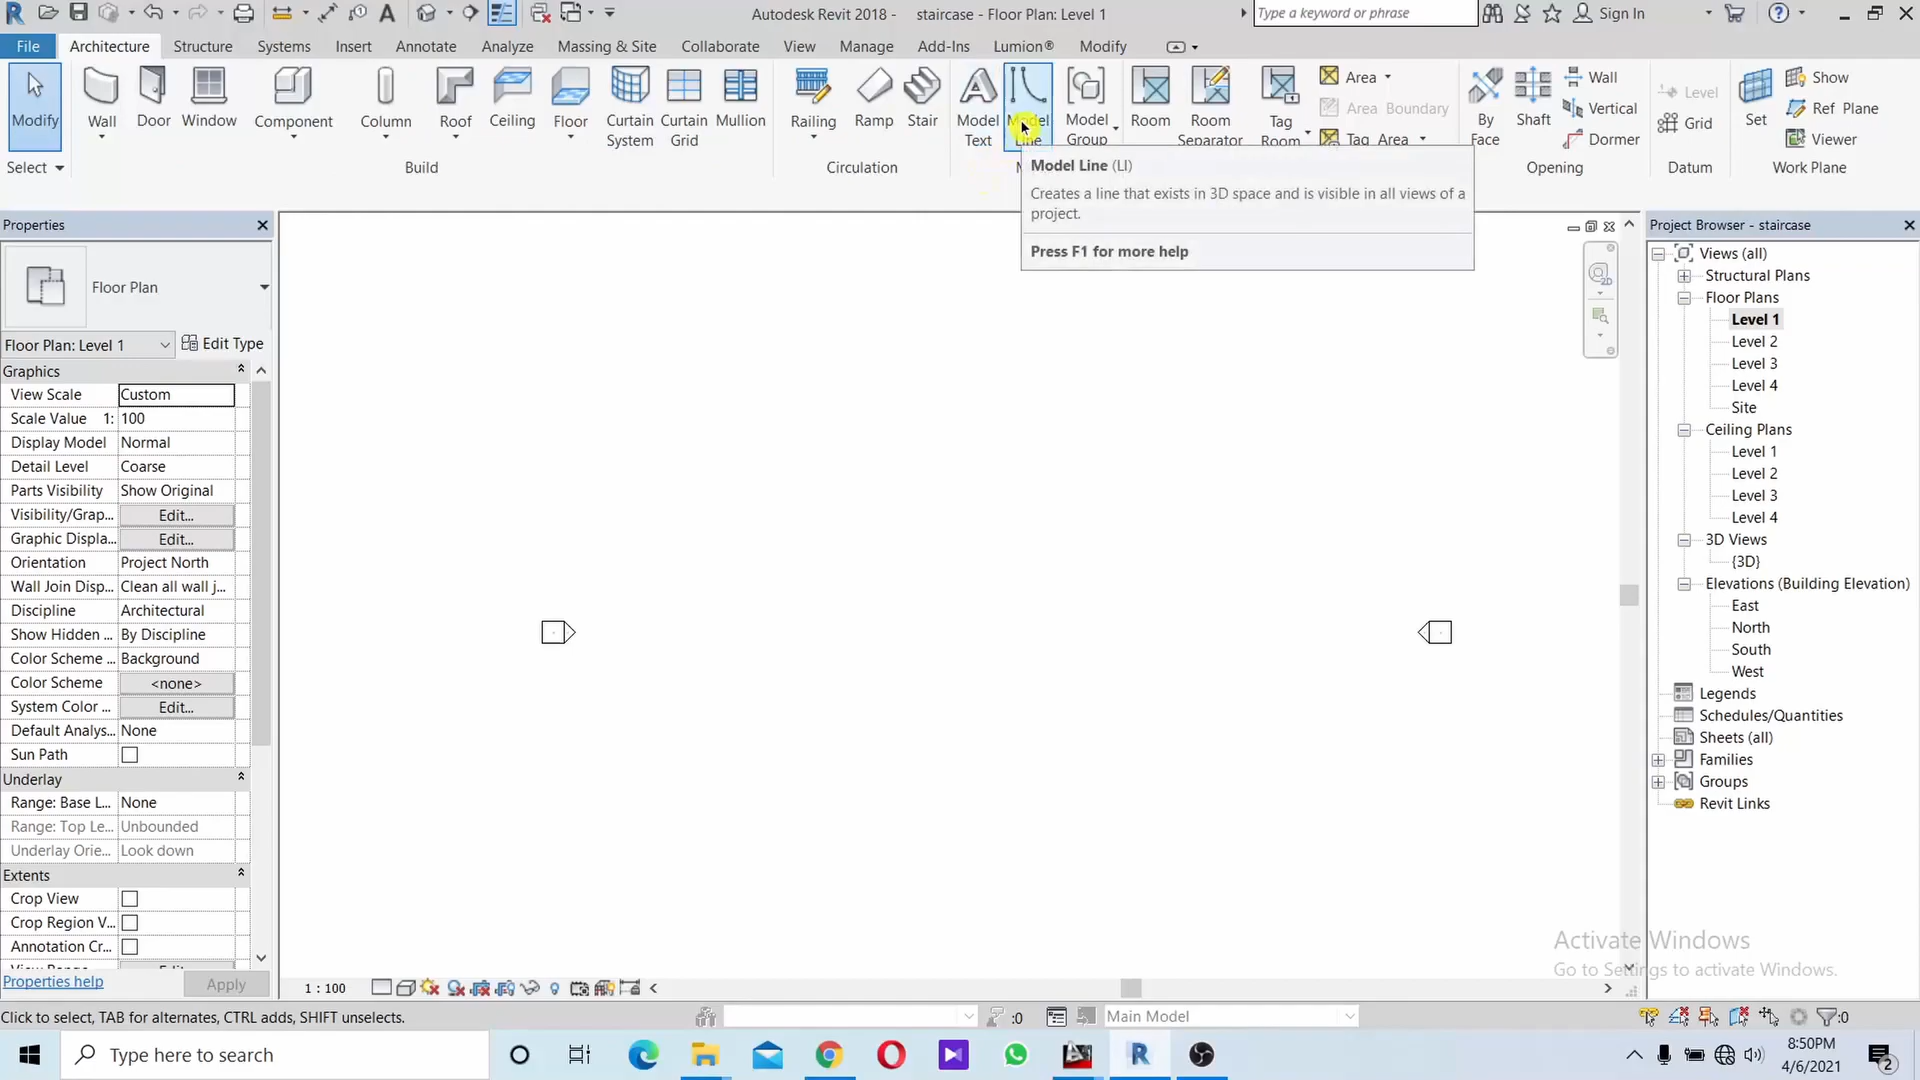 Autodesk Revit 2018 - staircase - Floor Plan: Level 1
Type a keyword or phrase
Sign In
File Architecture Structure Systems Insert Annotate Analyze Massing & Site Collaborate View Manage Add-Ins Lumion® Modify
Modify
Wall
Door
Window
Component
Column
Roof
Ceiling
Floor
Curtain System
Curtain Grid
Mullion
Railing
Ramp
Stair
Model Text
Model Line
Model Group
Room
Room Separator
Tag Room
Area
Area Boundary
Tag Area
By Face
Shaft
Wall
Vertical
Dormer
Level
Grid
Set
Show
Ref Plane
Viewer
Select
Build
Circulation
Opening
Datum
Work Plane
Model Line (LI)
Creates a line that exists in 3D space and is visible in all views of a
project.
Press F1 for more help
Properties
Floor Plan
Floor Plan: Level 1
Edit Type
Graphics
View Scale Custom
Scale Value 1: 100
Display Model Normal
Detail Level Coarse
Parts Visibility Show Original
Visibility/Grap... Edit...
Graphic Displa... Edit...
Orientation Project North
Wall Join Disp... Clean all wall j...
Discipline Architectural
Show Hidden ... By Discipline
Color Scheme ... Background
Color Scheme <none>
System Color ... Edit...
Default Analys... None
Sun Path
Underlay
Range: Base L... None
Range: Top Le... Unbounded
Underlay Orie... Look down
Extents
Crop View
Crop Region V...
Annotation Cr...
Properties help
Apply
Project Browser - staircase
Views (all)
Structural Plans
Floor Plans
Level 1
Level 2
Level 3
Level 4
Site
Ceiling Plans
Level 1
Level 2
Level 3
Level 4
3D Views
{3D}
Elevations (Building Elevation)
East
North
South
West
Legends
Schedules/Quantities
Sheets (all)
Families
Groups
Revit Links
Activate Windows
Go to Settings to activate Windows.
1 : 100
Click to select, TAB for alternates, CTRL adds, SHIFT unselects.
:0
Main Model
:0
Type here to search
8:50PM
4/6/2021
2